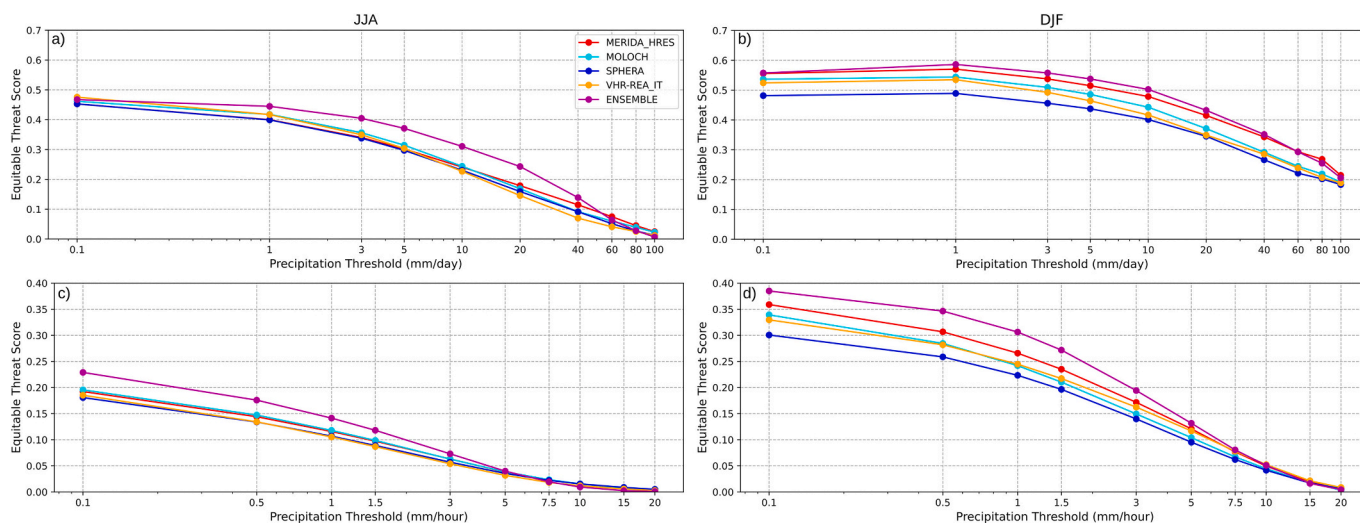 JJA
DJF
a)
0.7
0.6
0.5
0.4
0.3
0.2
0.1
0.0
Equitable Threat Score
MERIDA_HRES
MOLOCH
SPHERA
VHR-REA_IT
ENSEMBLE
0.1 1 3 5 10 20 40 60 80 100
Precipitation Threshold (mm/day)
b)
0.7
0.6
0.5
0.4
0.3
0.2
0.1
0.0
Equitable Threat Score
0.1 1 3 5 10 20 40 60 80 100
Precipitation Threshold (mm/day)
c)
0.40
0.35
0.30
0.25
0.20
0.15
0.10
0.05
0.00
Equitable Threat Score
0.1 0.5 1 1.5 3 5 7.5 10 15 20
Precipitation Threshold (mm/hour)
d)
0.40
0.35
0.30
0.25
0.20
0.15
0.10
0.05
0.00
Equitable Threat Score
0.1 0.5 1 1.5 3 5 7.5 10 15 20
Precipitation Threshold (mm/hour)